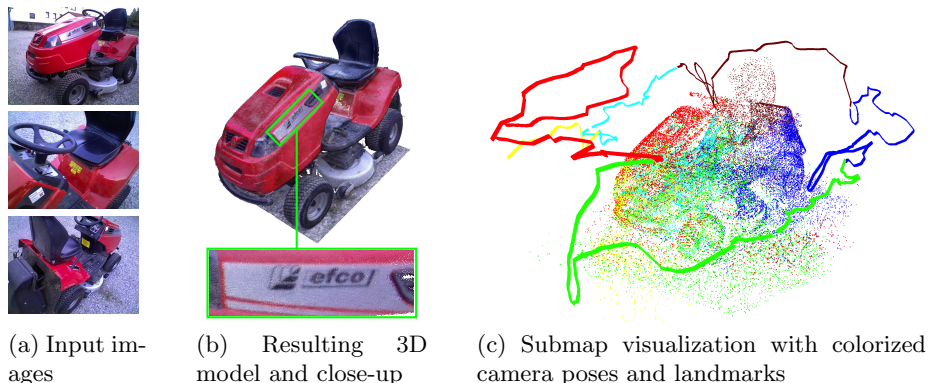 efco
(a) Input im-
ages
(b) Resulting 3D
model and close-up
(c) Submap visualization with colorized
camera poses and landmarks